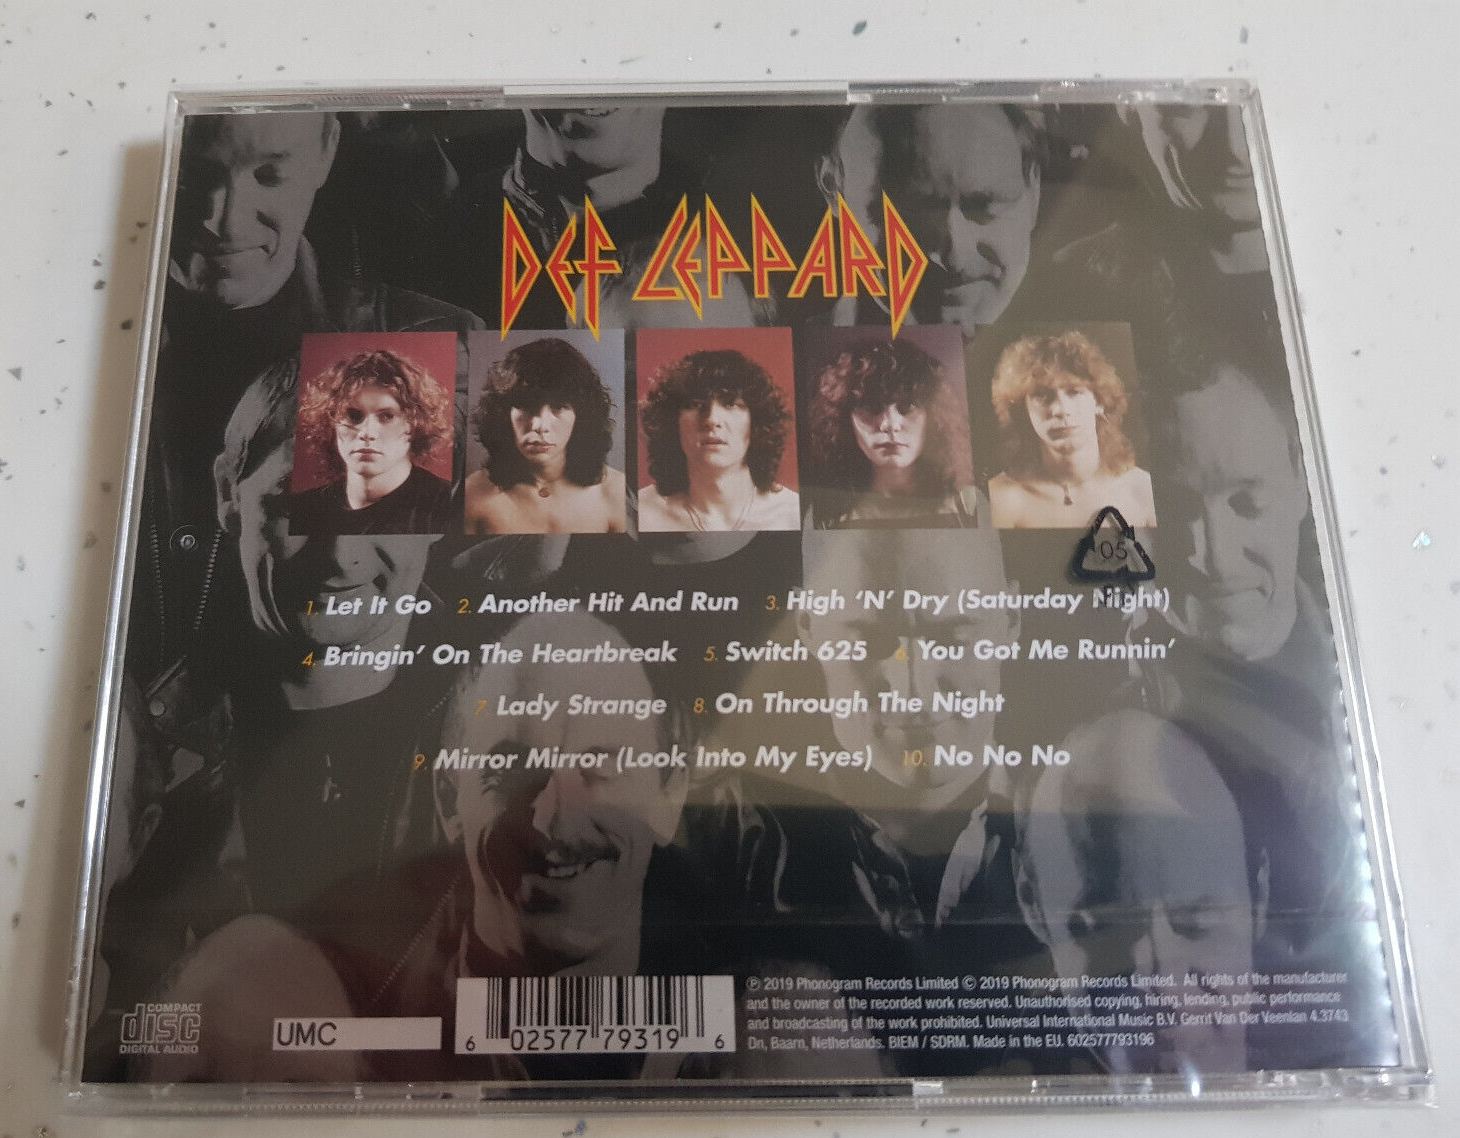 DEF LEPPARD
05
1. Let It Go 2. Another Hit And Run 3. High ‘N’ Dry (Saturday Night)
4. Bringin’ On The Heartbreak 5. Switch 625 6. You Got Me Runnin’
7. Lady Strange 8. On Through The Night
9. Mirror Mirror (Look Into My Eyes) 10. No No No
COMPACT
disc
DIGITAL AUDIO
UMC
6 02577 79319 6
℗ 2019 Phonogram Records Limited © 2019 Phonogram Records Limited. All rights of the manufacturer
and the owner of the recorded work reserved. Unauthorised copying, hiring, lending, public performance
and broadcasting of the work prohibited. Universal International Music B.V. Gerrit Van Der Veenlan 4.3743
Dn, Baarn, Netherlands. BIEM / SDRM. Made in the EU. 602577793196